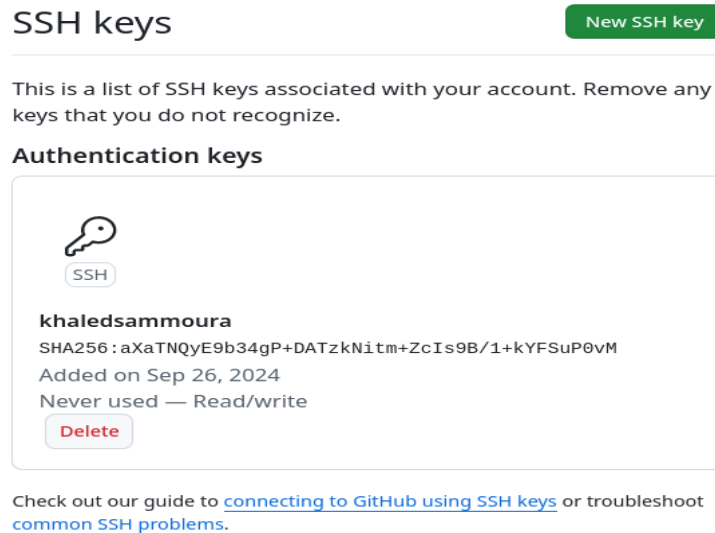 SSH keys
New SSH key
This is a list of SSH keys associated with your account. Remove any
keys that you do not recognize.
Authentication keys
SSH
khaledsammoura
SHA256:aXaTNQyE9b34gP+DATzkNitm+ZcIs9B/1+kYFSuP0vM
Added on Sep 26, 2024
Never used — Read/write
Delete
Check out our guide to connecting to GitHub using SSH keys or troubleshoot
common SSH problems.